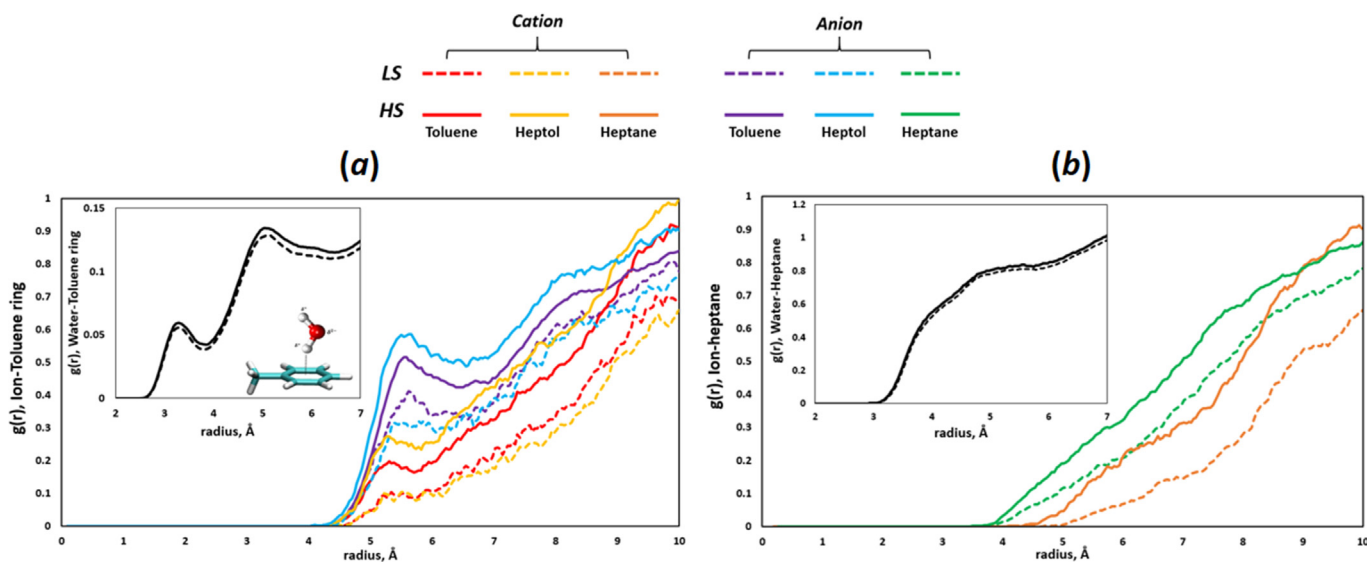 Cation Anion
LS
HS
Toluene Heptol Heptane Toluene Heptol Heptane
(a) (b)
g(r), Ion-Toluene ring
1
0.9
0.8
0.7
0.6
0.5
0.4
0.3
0.2
0.1
0
g(r), Water-Toluene ring
0.15
0.1
0.05
0
2 3 4 5 6 7
radius, Å
0 1 2 3 4 5 6 7 8 9 10
radius, Å
g(r), Ion-heptane
1
0.9
0.8
0.7
0.6
0.5
0.4
0.3
0.2
0.1
0
g(r), Water-Heptane
1.2
1
0.8
0.6
0.4
0.2
0
2 3 4 5 6 7
radius, Å
0 1 2 3 4 5 6 7 8 9 10
radius, Å